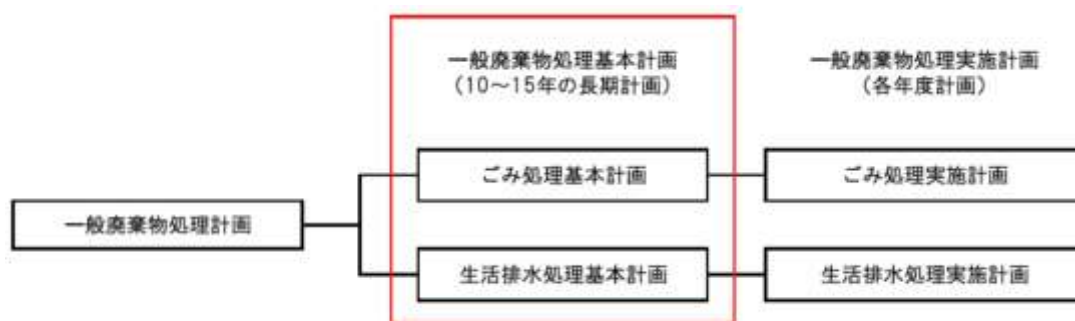 一般廃棄物処理基本計画
（10～15年の長期計画）
一般廃棄物処理実施計画
（各年度計画）
ごみ処理基本計画
ごみ処理実施計画
一般廃棄物処理計画
生活排水処理基本計画
生活排水処理実施計画